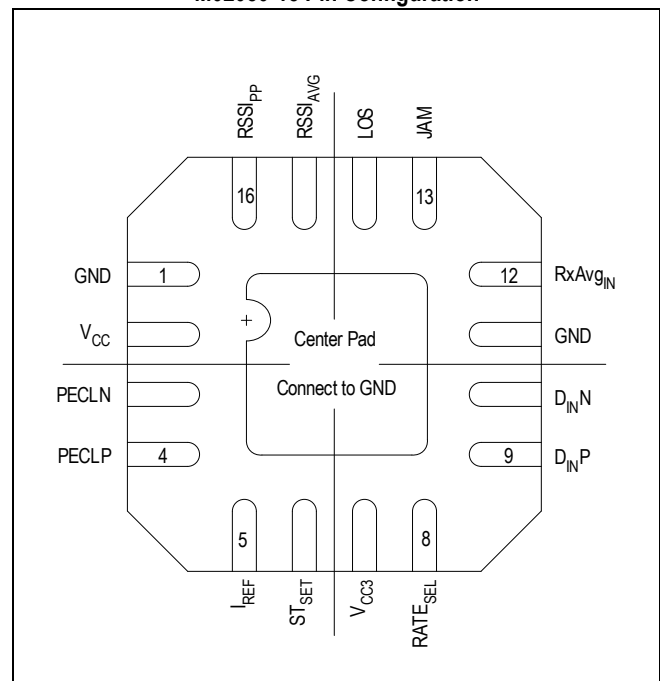 RSSIPP
RSSIAVG
LOS
JAM
16
13
GND
1
12
RxAvgIN
VCC
GND
Center Pad
PECLN
Connect to GND
DINN
PECLP
4
9
DINP
5
8
IREF
STSET
VCC3
RATESEL